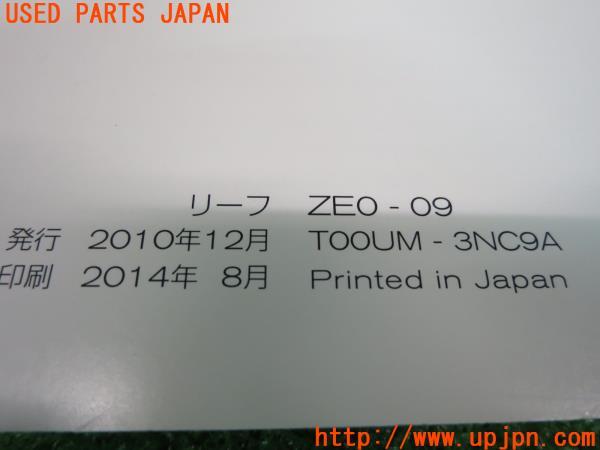 USED PARTS JAPAN
リーフ ZE0 - 09
発行 2010年12月 T00UM - 3NC9A
印刷 2014年 8月 Printed in Japan
http://www.upjpn.com/